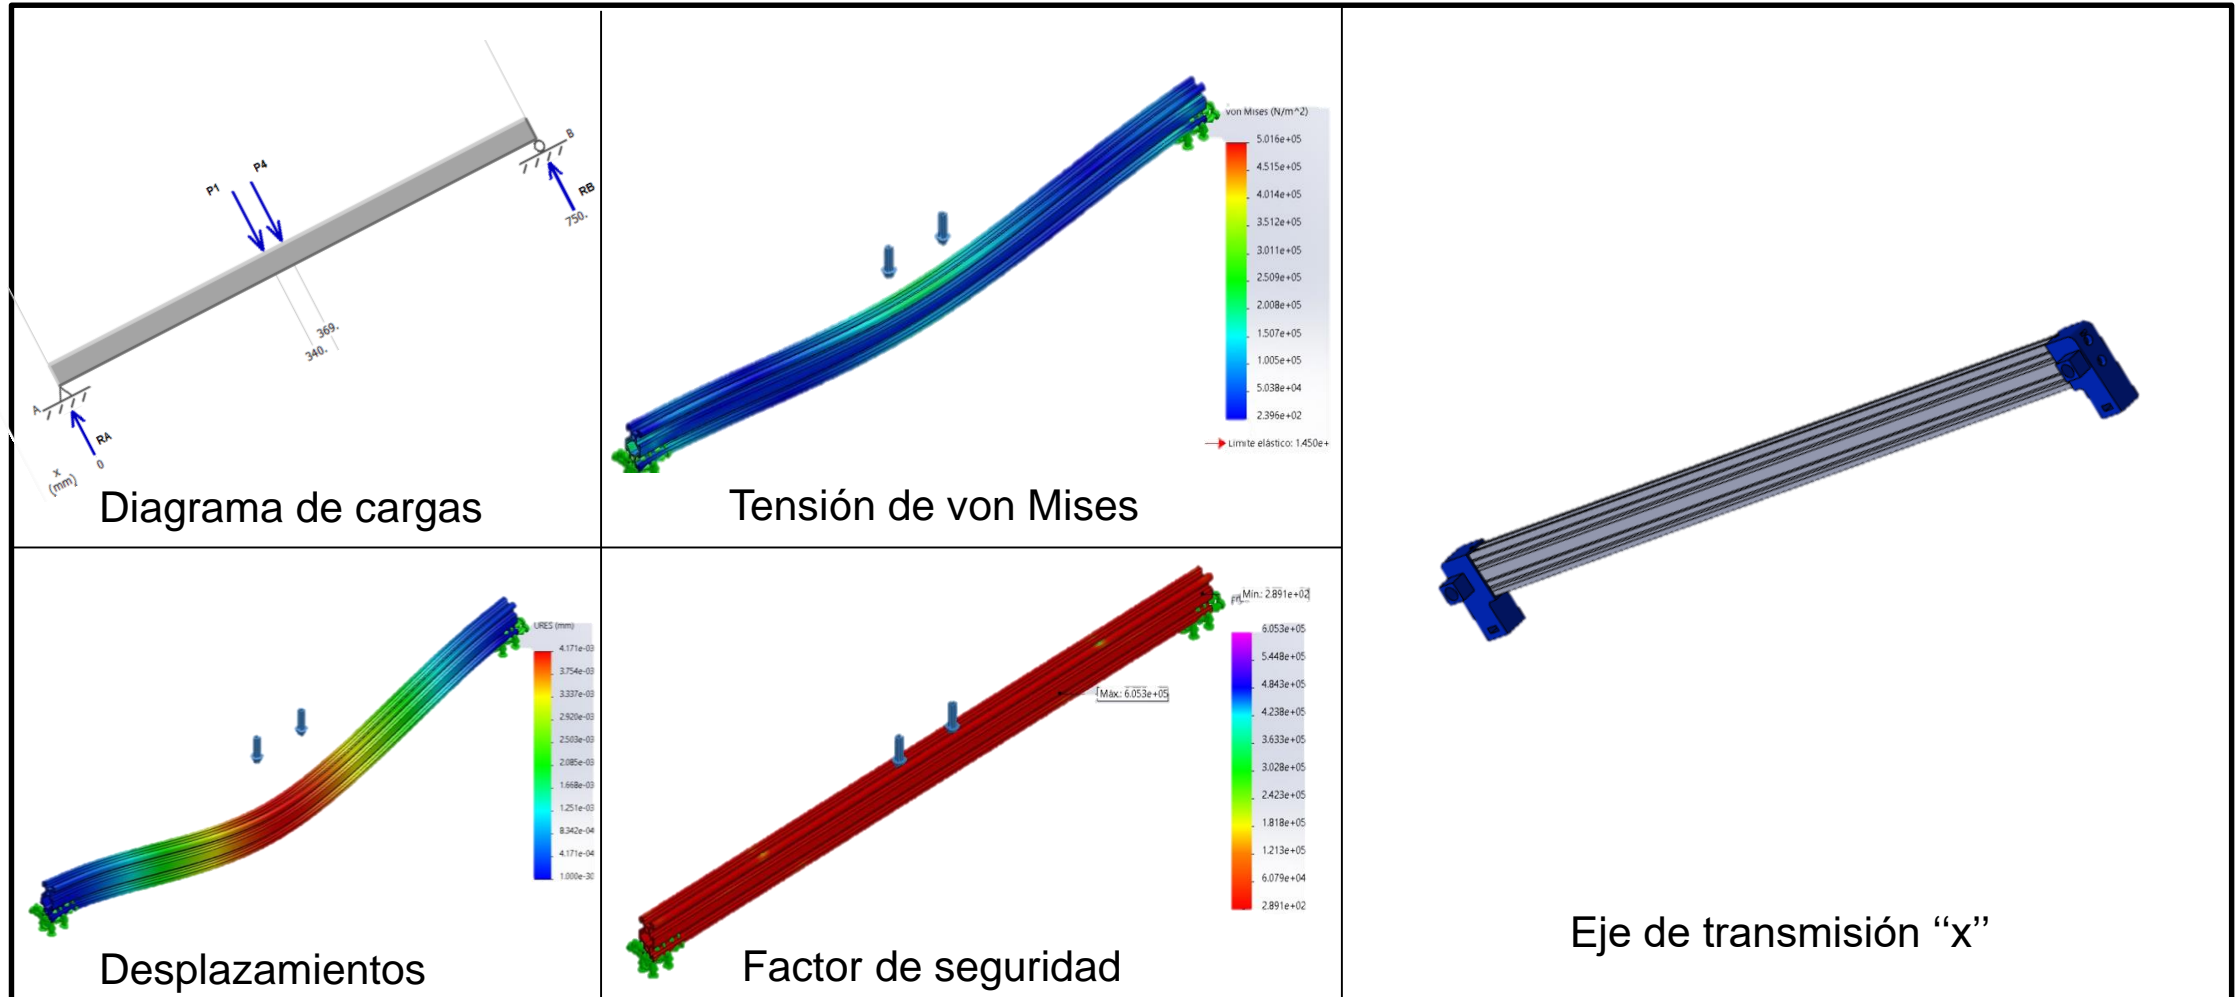 P1
P4
B
RB
750.
369.
340.
A
RA
0
x
(mm)
Diagrama de cargas
von Mises (N/m^2)
5.016e+05
4.515e+05
4.014e+05
3.512e+05
3.011e+05
2.509e+05
2.008e+05
1.507e+05
1.005e+05
5.038e+04
2.396e+02
Límite elástico: 1.450e+
Tensión de von Mises
URES (mm)
4.171e-03
3.754e-03
3.337e-03
2.920e-03
2.503e-03
2.085e-03
1.668e-03
1.251e-03
8.342e-04
4.171e-04
1.000e-30
Desplazamientos
Mín.: 2.891e+02
6.053e+05
5.448e+05
4.843e+05
4.238e+05
3.633e+05
3.028e+05
2.423e+05
1.818e+05
1.213e+05
6.079e+04
2.891e+02
Máx.: 6.053e+05
Factor de seguridad
Eje de transmisión “x”